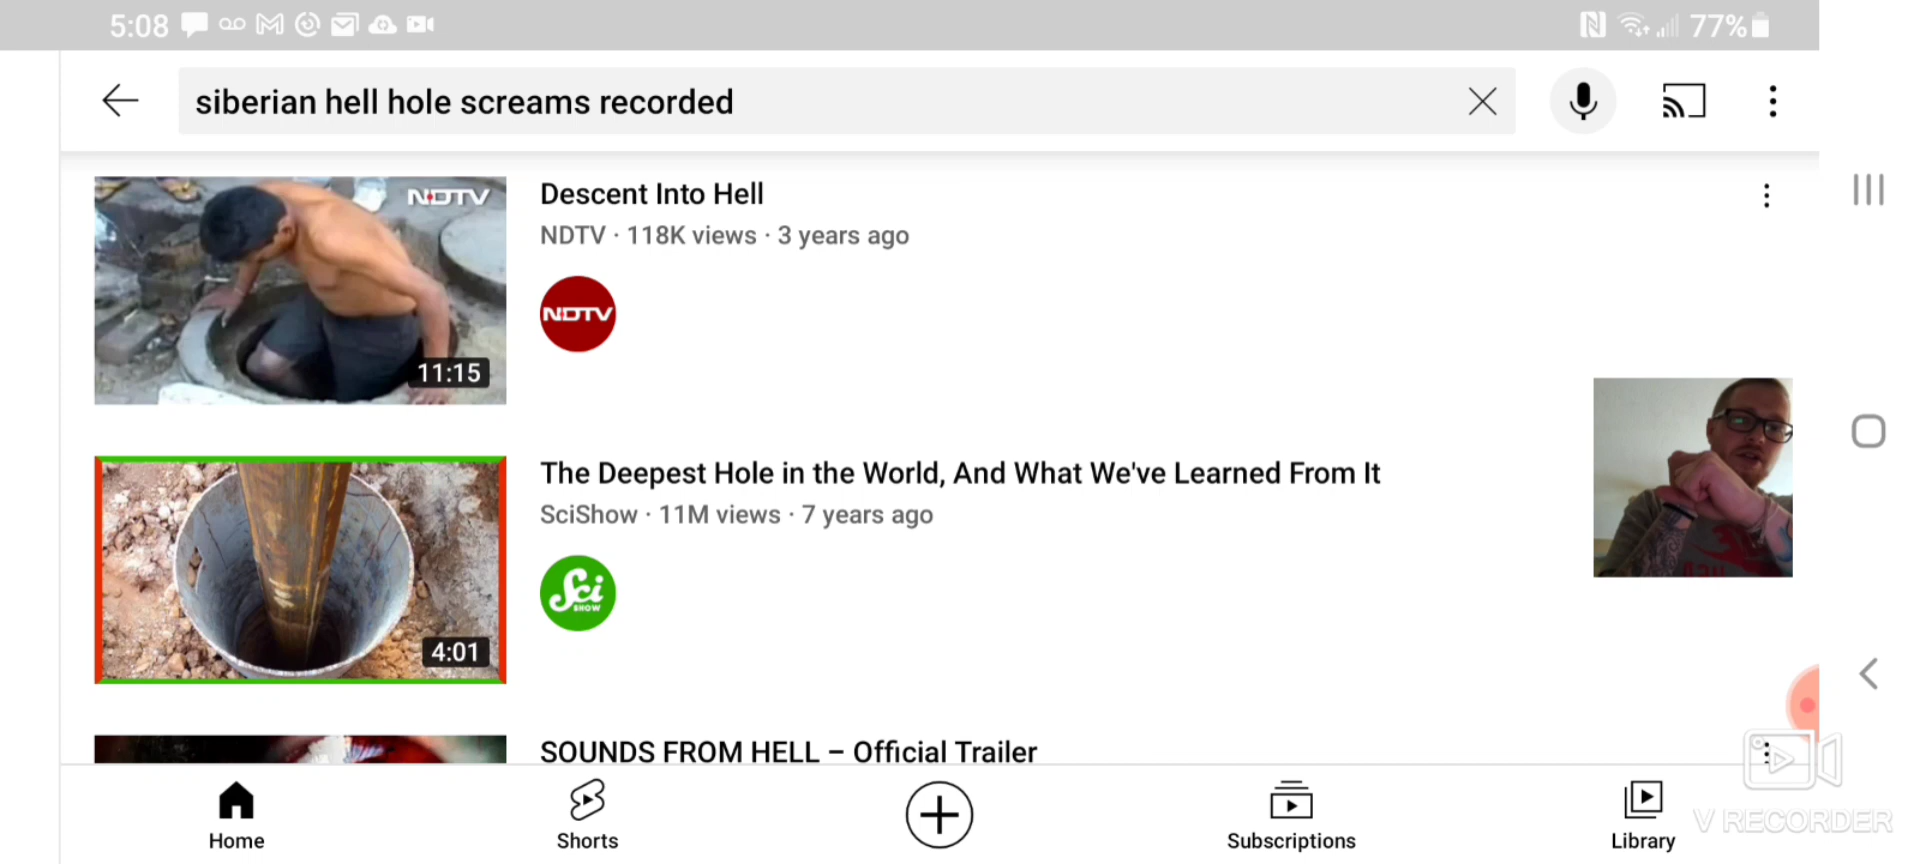 5:08
77%
siberian hell hole screams recorded
NDTV
11:15
Descent Into Hell
NDTV · 118K views · 3 years ago
NDTV
4:01
The Deepest Hole in the World, And What We've Learned From It
SciShow · 11M views · 7 years ago
Sci
SHOW
SOUNDS FROM HELL – Official Trailer
Home
Shorts
Subscriptions
Library
V RECORDER